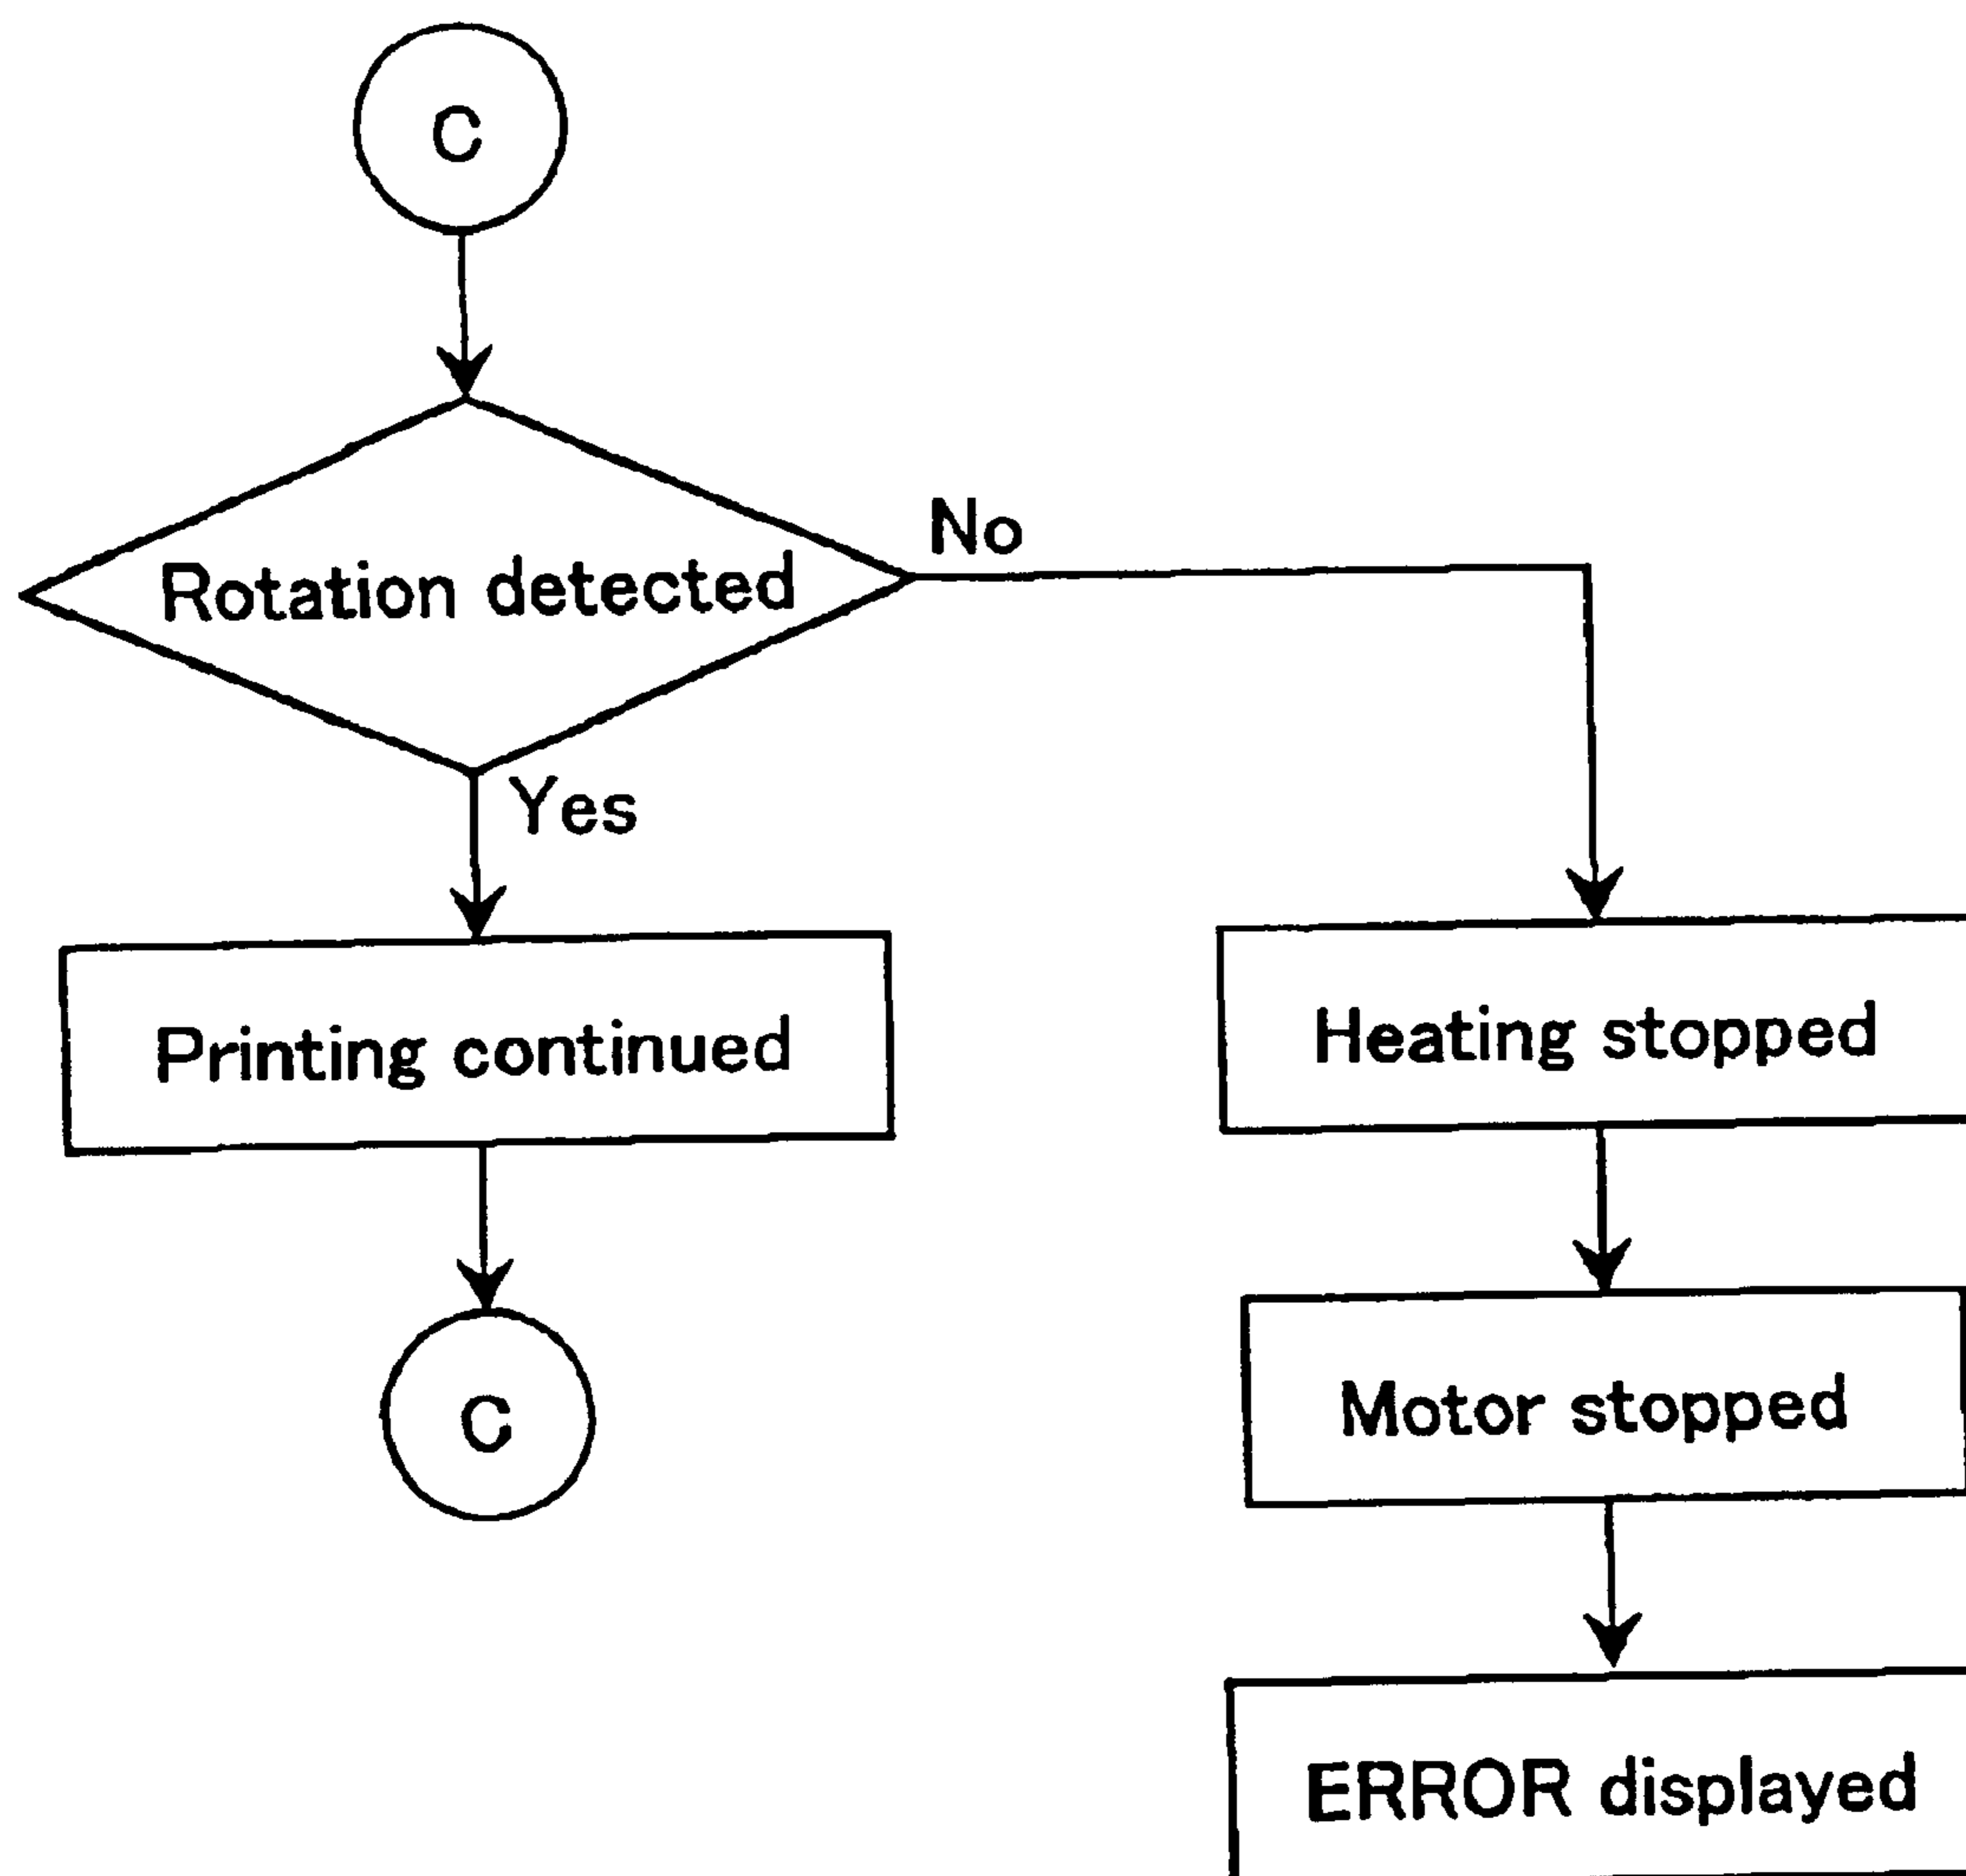 C
Rotation detected
No
Yes
Printing continued
Heating stopped
C
Motor stopped
ERROR displayed